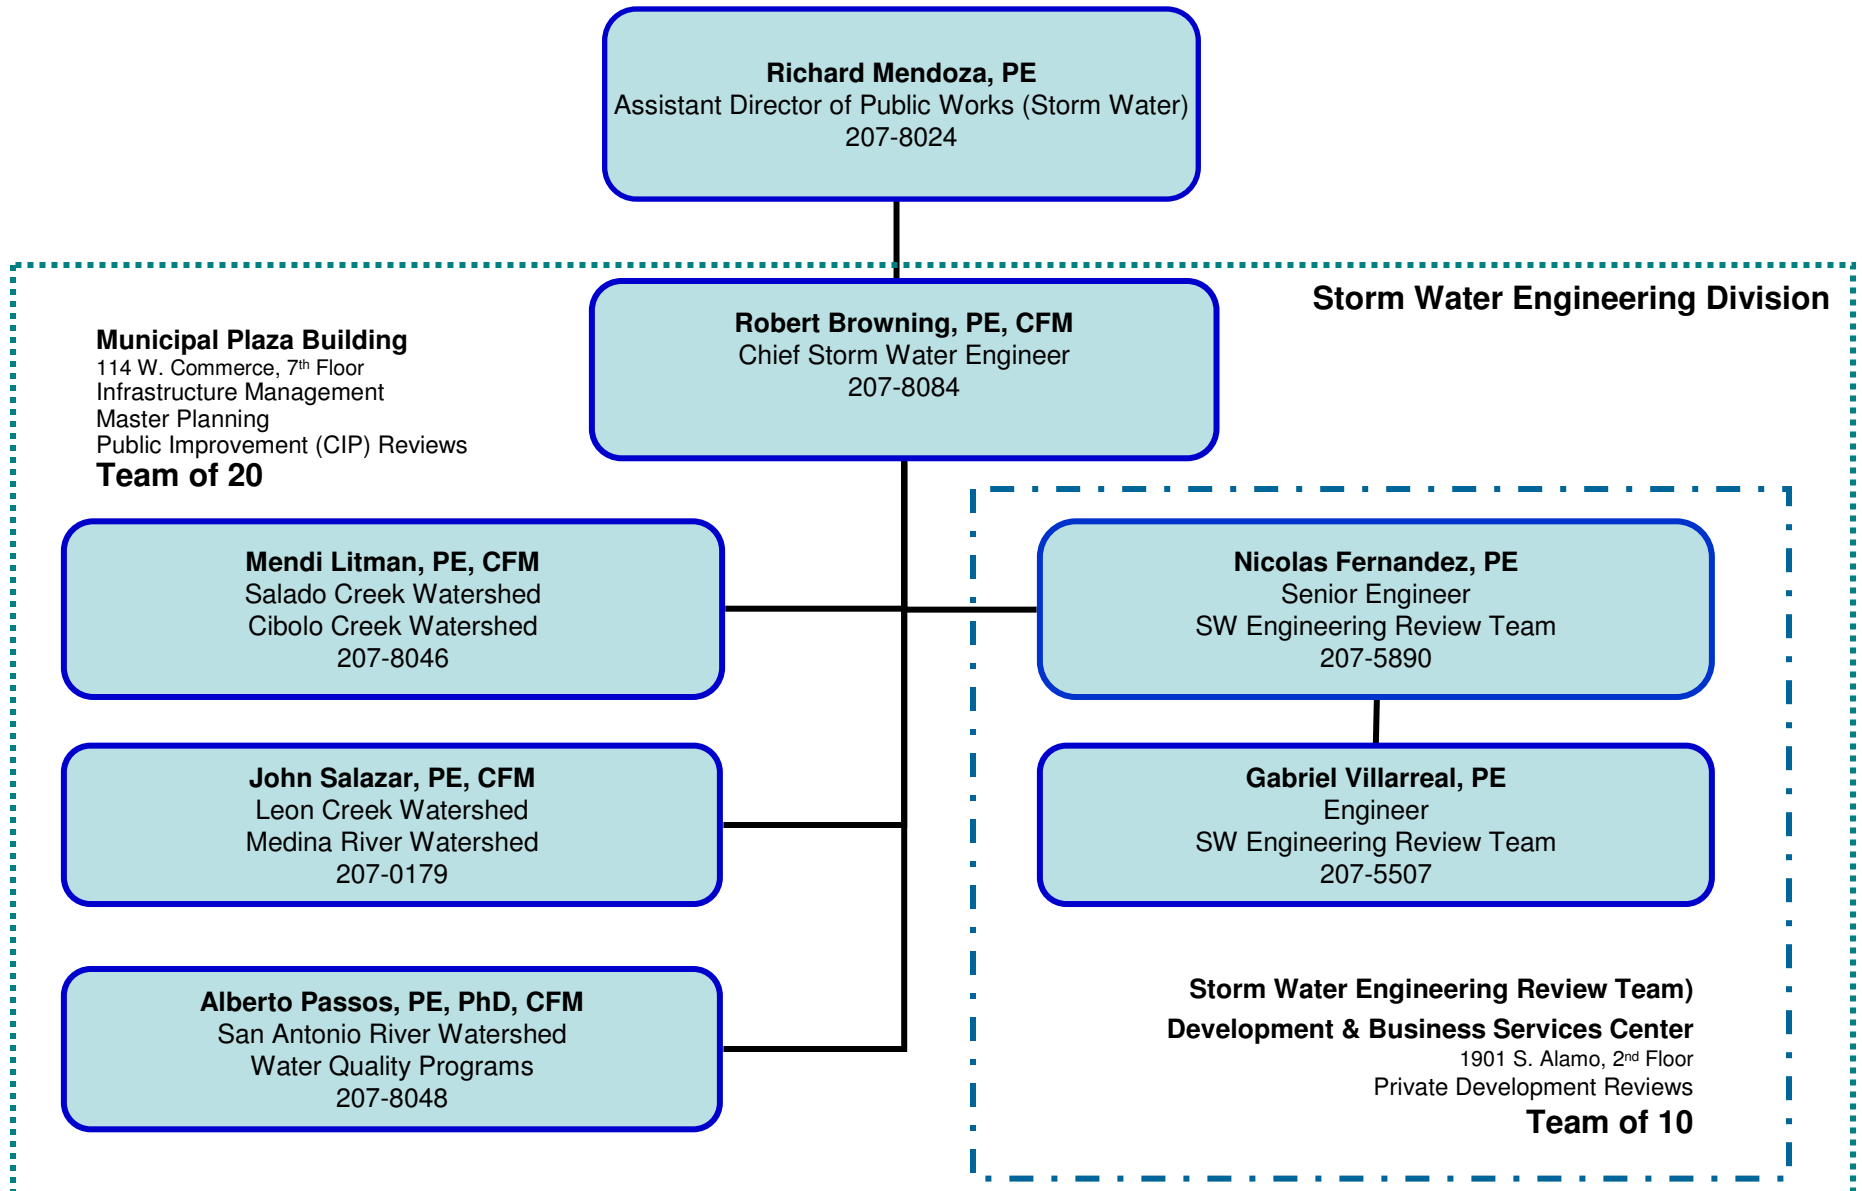 Richard Mendoza, PE
Assistant Director of Public Works (Storm Water)
207-8024
Storm Water Engineering Division
Robert Browning, PE, CFM
Chief Storm Water Engineer
207-8084
Municipal Plaza Building
114 W. Commerce, 7th Floor
Infrastructure Management
Master Planning
Public Improvement (CIP) Reviews
Team of 20
Mendi Litman, PE, CFM
Salado Creek Watershed
Cibolo Creek Watershed
207-8046
Nicolas Fernandez, PE
Senior Engineer
SW Engineering Review Team
207-5890
John Salazar, PE, CFM
Leon Creek Watershed
Medina River Watershed
207-0179
Gabriel Villarreal, PE
Engineer
SW Engineering Review Team
207-5507
Alberto Passos, PE, PhD, CFM
San Antonio River Watershed
Water Quality Programs
207-8048
Storm Water Engineering Review Team)
Development & Business Services Center
1901 S. Alamo, 2nd Floor
Private Development Reviews
Team of 10